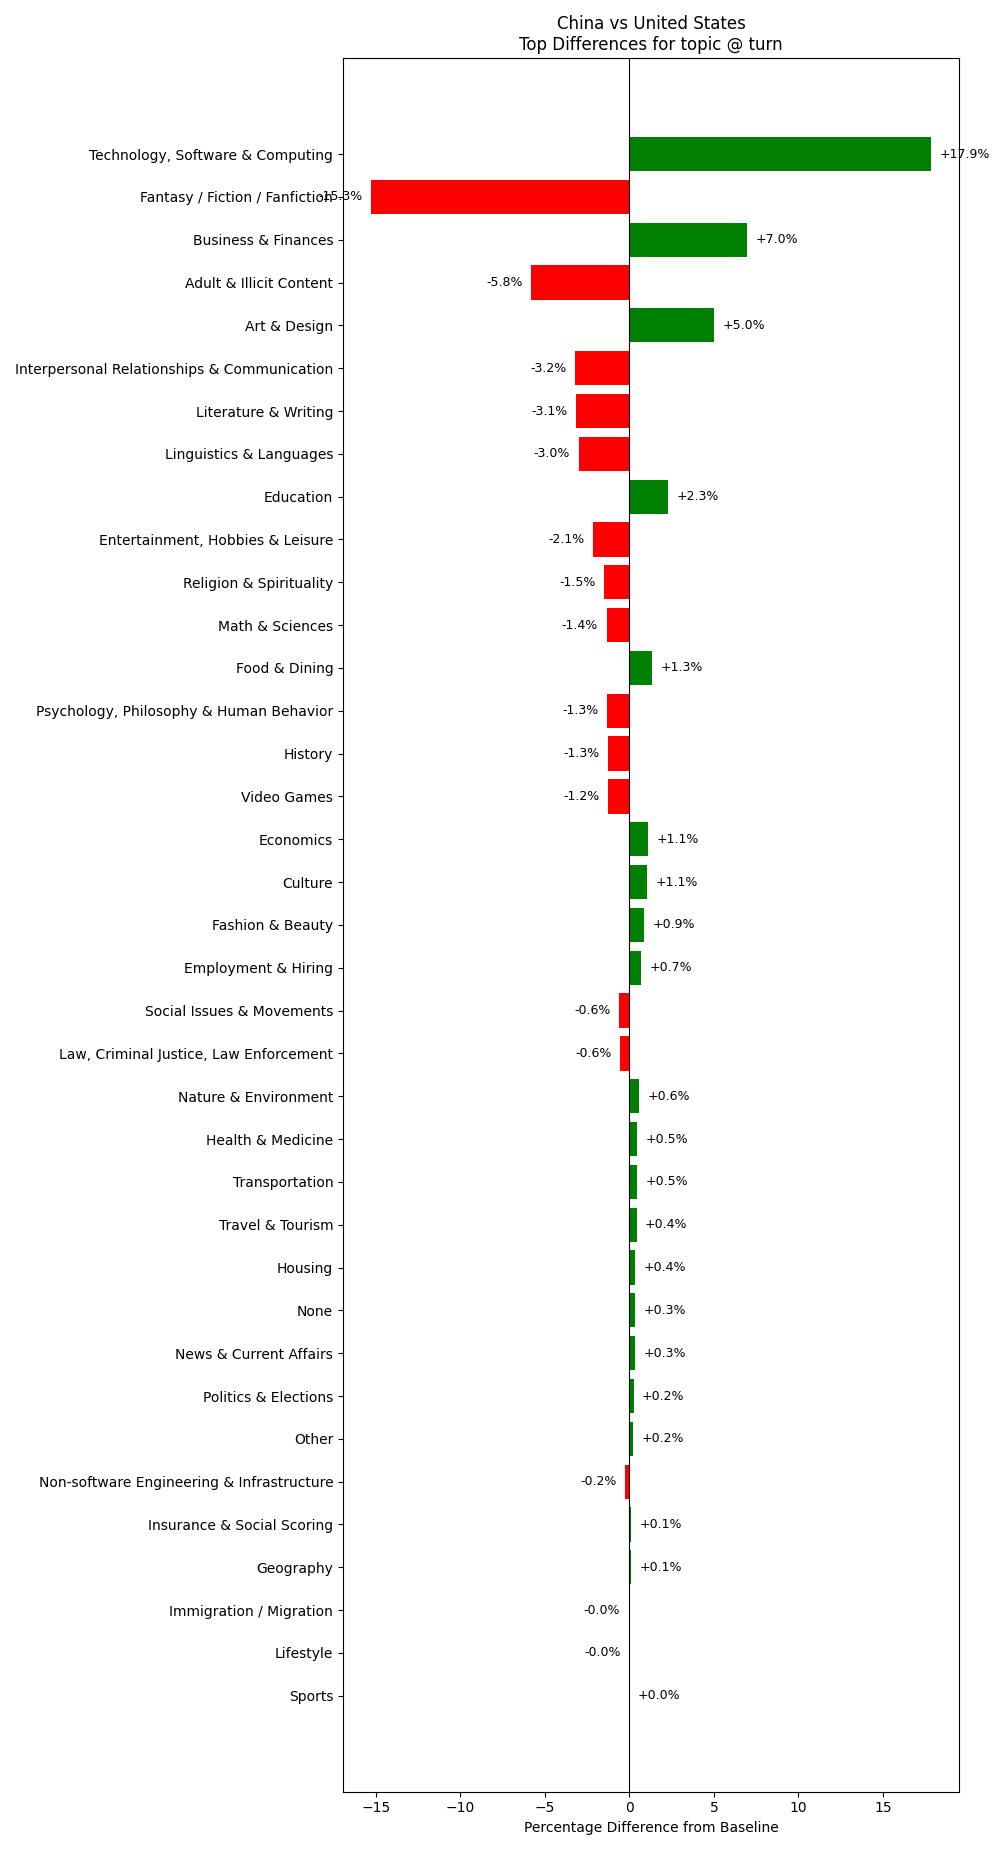 China vs United States
Top Differences for topic @ turn
Technology, Software & Computing
+17.9%
Fantasy / Fiction / Fanfiction
-15.3%
Business & Finances
+7.0%
Adult & Illicit Content
-5.8%
Art & Design
+5.0%
Interpersonal Relationships & Communication
-3.2%
Literature & Writing
-3.1%
Linguistics & Languages
-3.0%
Education
+2.3%
Entertainment, Hobbies & Leisure
-2.1%
Religion & Spirituality
-1.5%
Math & Sciences
-1.4%
Food & Dining
+1.3%
Psychology, Philosophy & Human Behavior
-1.3%
History
-1.3%
Video Games
-1.2%
Economics
+1.1%
Culture
+1.1%
Fashion & Beauty
+0.9%
Employment & Hiring
+0.7%
Social Issues & Movements
-0.6%
Law, Criminal Justice, Law Enforcement
-0.6%
Nature & Environment
+0.6%
Health & Medicine
+0.5%
Transportation
+0.5%
Travel & Tourism
+0.4%
Housing
+0.4%
None
+0.3%
News & Current Affairs
+0.3%
Politics & Elections
+0.2%
Other
+0.2%
Non-software Engineering & Infrastructure
-0.2%
Insurance & Social Scoring
+0.1%
Geography
+0.1%
Immigration / Migration
-0.0%
Lifestyle
-0.0%
Sports
+0.0%
−15 −10 −5 0 5 10 15
Percentage Difference from Baseline